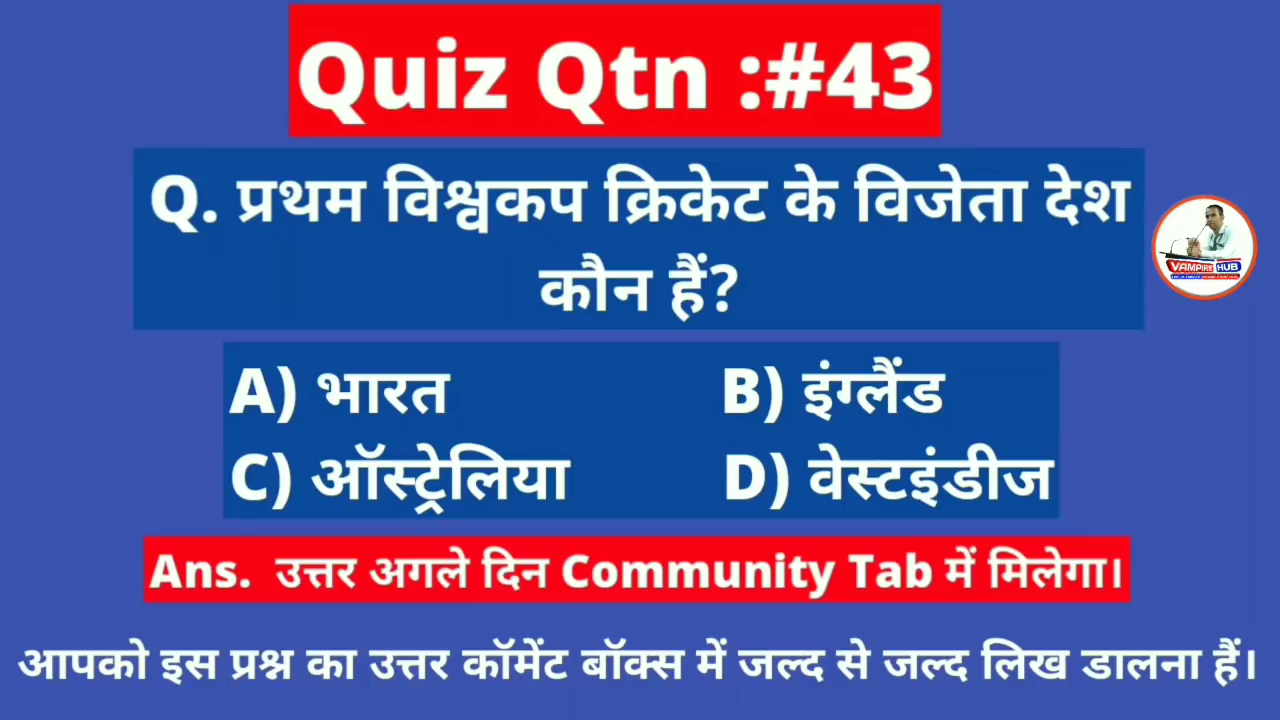 Quiz Qtn :#43
Q. प्रथम विश्वकप क्रिकेट के विजेता देश
कौन हैं?
A) भारत B) इंग्लैंड
C) ऑस्ट्रेलिया D) वेस्टइंडीज
VAMPIRE HUB
Ans. उत्तर अगले दिन Community Tab में मिलेगा।
आपको इस प्रश्न का उत्तर कॉमेंट बॉक्स में जल्द से जल्द लिख डालना हैं।